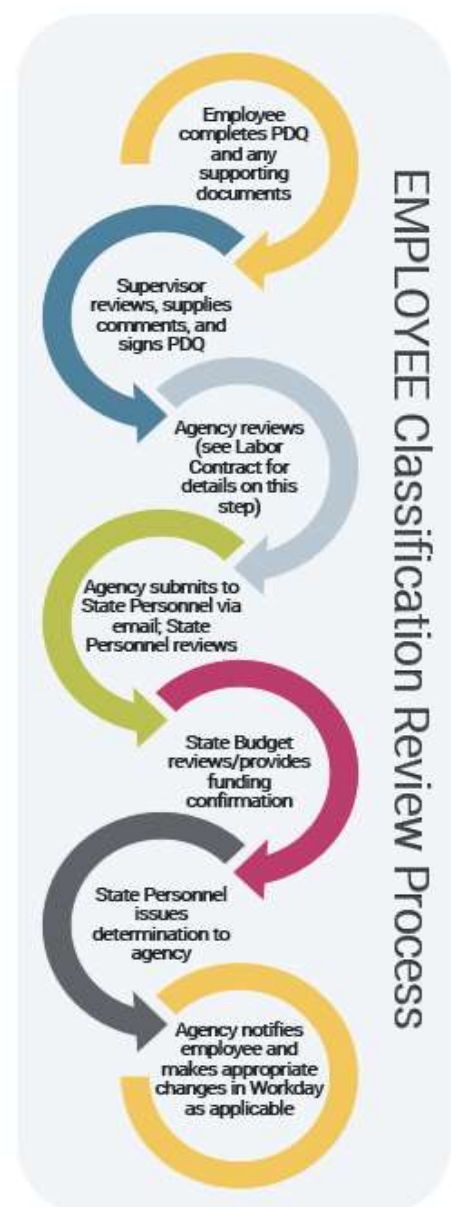 Employee
completes PDQ
and any
supporting
documents
Supervisor
reviews, supplies
comments, and
signs PDQ
Agency reviews
(see Labor
Contract for
details on this
step)
Agency submits to
State Personnel via
email; State
Personnel reviews
State Budget
reviews/provides
funding
confirmation
State Personnel
issues
determination to
agency
Agency notifies
employee and
makes appropriate
changes in Workday
as applicable
EMPLOYEE Classification Review Process